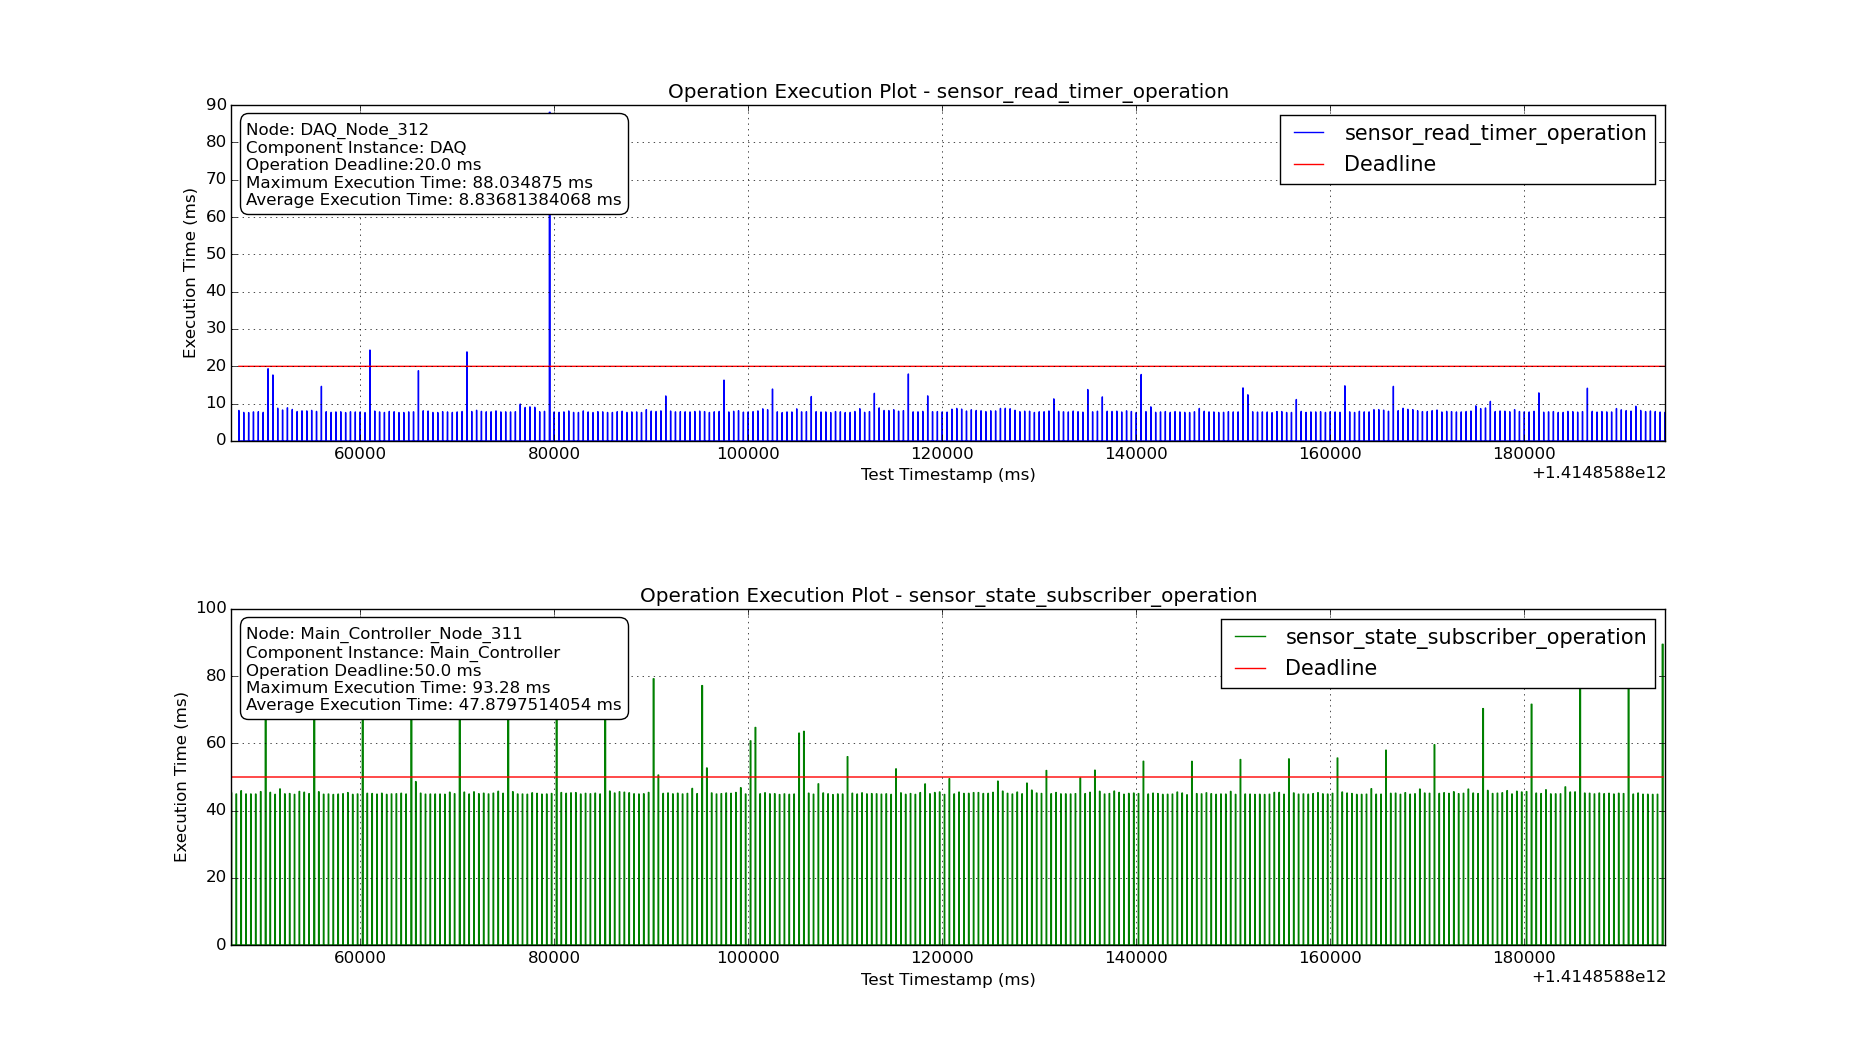 Operation Execution Plot - sensor_read_timer_operation
90
80
70
60
50
40
30
20
10
0
Execution Time (ms)
Node: DAQ_Node_312
Component Instance: DAQ
Operation Deadline:20.0 ms
Maximum Execution Time: 88.034875 ms
Average Execution Time: 8.83681384068 ms
sensor_read_timer_operation
Deadline
60000 80000 100000 120000 140000 160000 180000
+1.4148588e12
Test Timestamp (ms)
Operation Execution Plot - sensor_state_subscriber_operation
100
80
60
40
20
0
Execution Time (ms)
Node: Main_Controller_Node_311
Component Instance: Main_Controller
Operation Deadline:50.0 ms
Maximum Execution Time: 93.28 ms
Average Execution Time: 47.8797514054 ms
sensor_state_subscriber_operation
Deadline
60000 80000 100000 120000 140000 160000 180000
+1.4148588e12
Test Timestamp (ms)